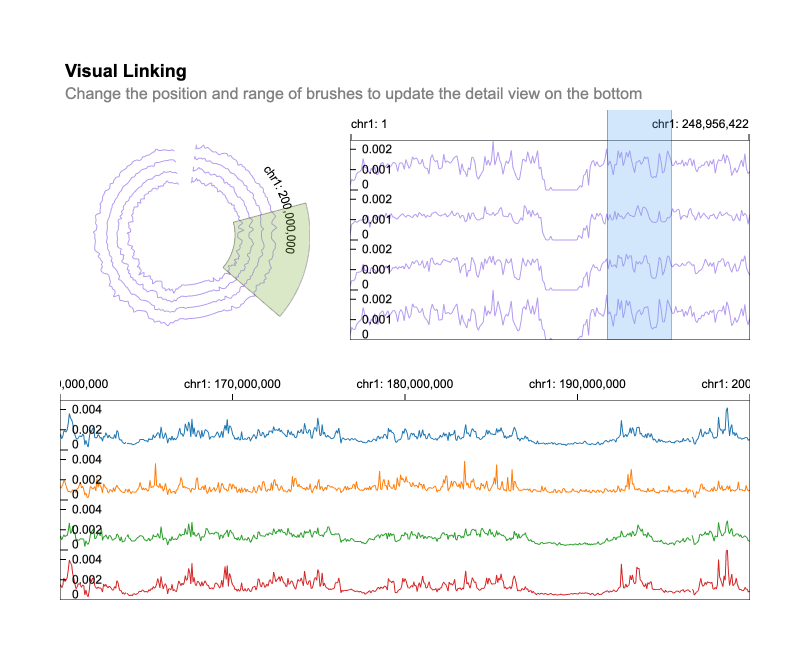 Visual Linking
Change the position and range of brushes to update the detail view on the bottom
chr1: 200,000,000
chr1: 1
chr1: 248,956,422
0.002
0.001
0
0.002
0.001
0
0.002
0.001
0
0.002
0.001
0
0,000,000
chr1: 170,000,000
chr1: 180,000,000
chr1: 190,000,000
chr1: 200
0.004
0.002
0
0.004
0.002
0
0.004
0.002
0
0.004
0.002
0